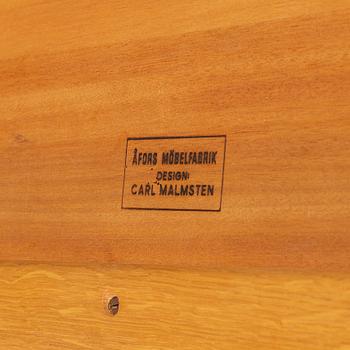 ÅFORS MÖBELFABRIK
DESIGN:
CARL MALMSTEN